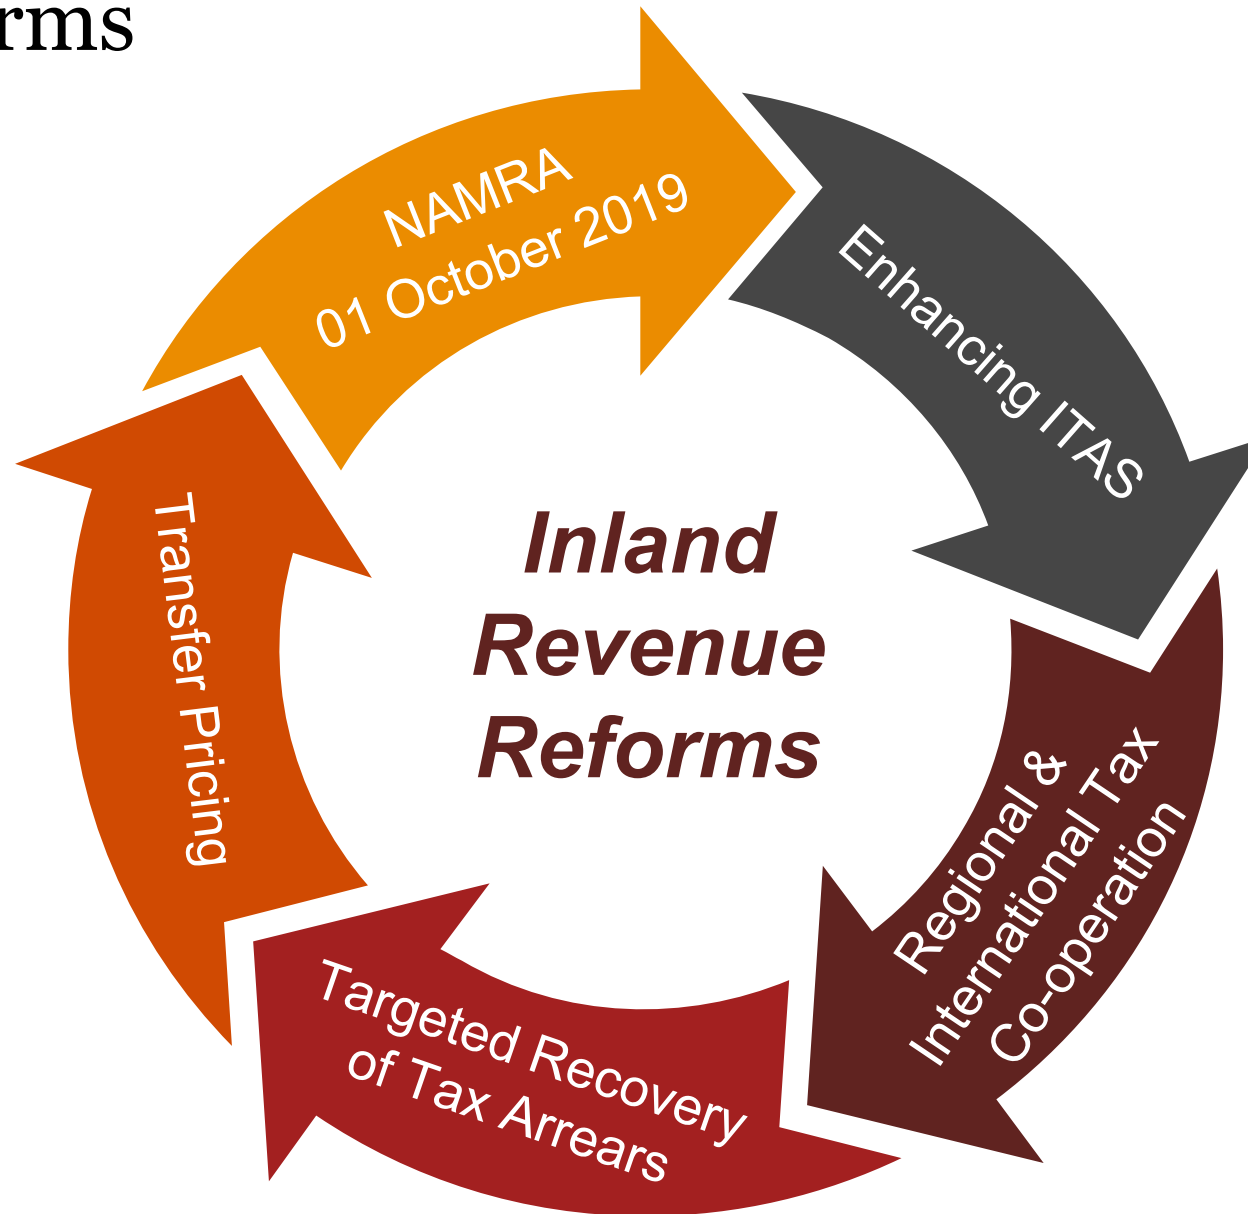 rms
NAMRA
01 October 2019
Enhancing ITAS
Regional &
International Tax
Co-operation
Targeted Recovery
of Tax Arrears
Transfer Pricing
Inland
Revenue
Reforms